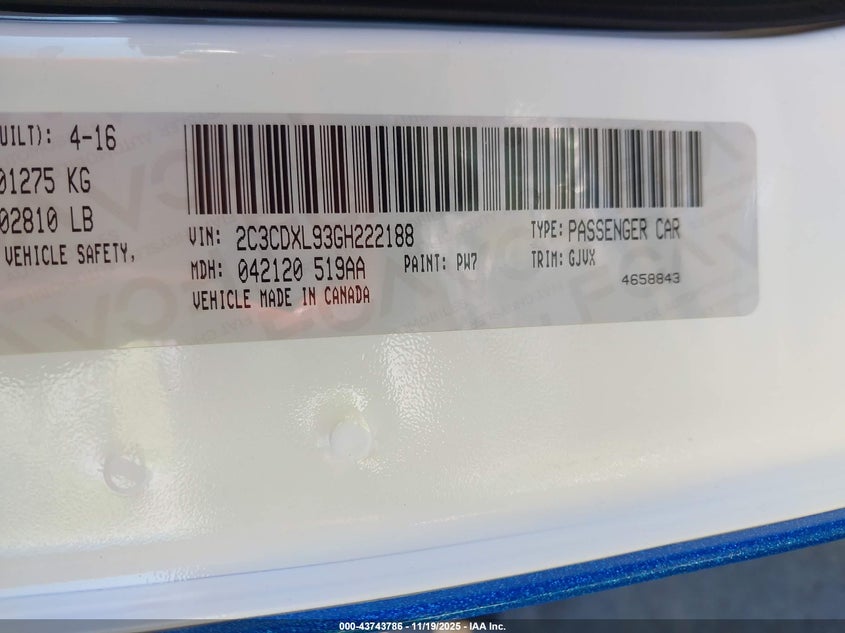 UILT): 4-16
01275 KG
02810 LB
VEHICLE SAFETY,
VIN: 2C3CDXL93GH222188
TYPE: PASSENGER CAR
MDH: 042120 519AA
PAINT: PW7
TRIM: GJVX
VEHICLE MADE IN CANADA
4658843
000-43743786 - 11/19/2025 - IAA Inc.